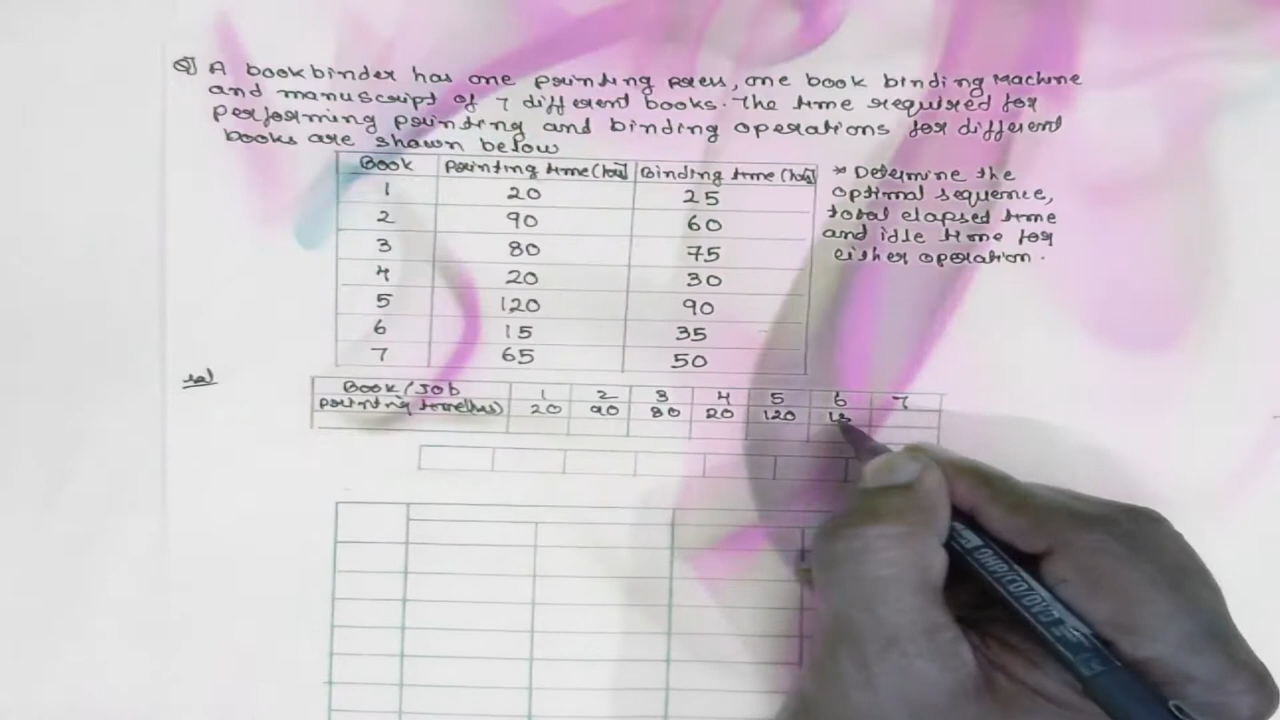 Q) A bookbinder has one printing press, one book binding Machine
and manuscript of 7 different books. The time required for
performing printing and binding operations for different
books are shown below
Book Printing time (hrs) Binding time (hrs)
1 20 25
2 90 60
3 80 75
4 20 30
5 120 90
6 15 35
7 65 50
* Determine the
optimal sequence,
total elapsed time
and idle time for
either operation.
sol
Book / Job 1 2 3 4 5 6 7
Printing time (hrs) 20 90 80 20 120
OHP/CD/DVD